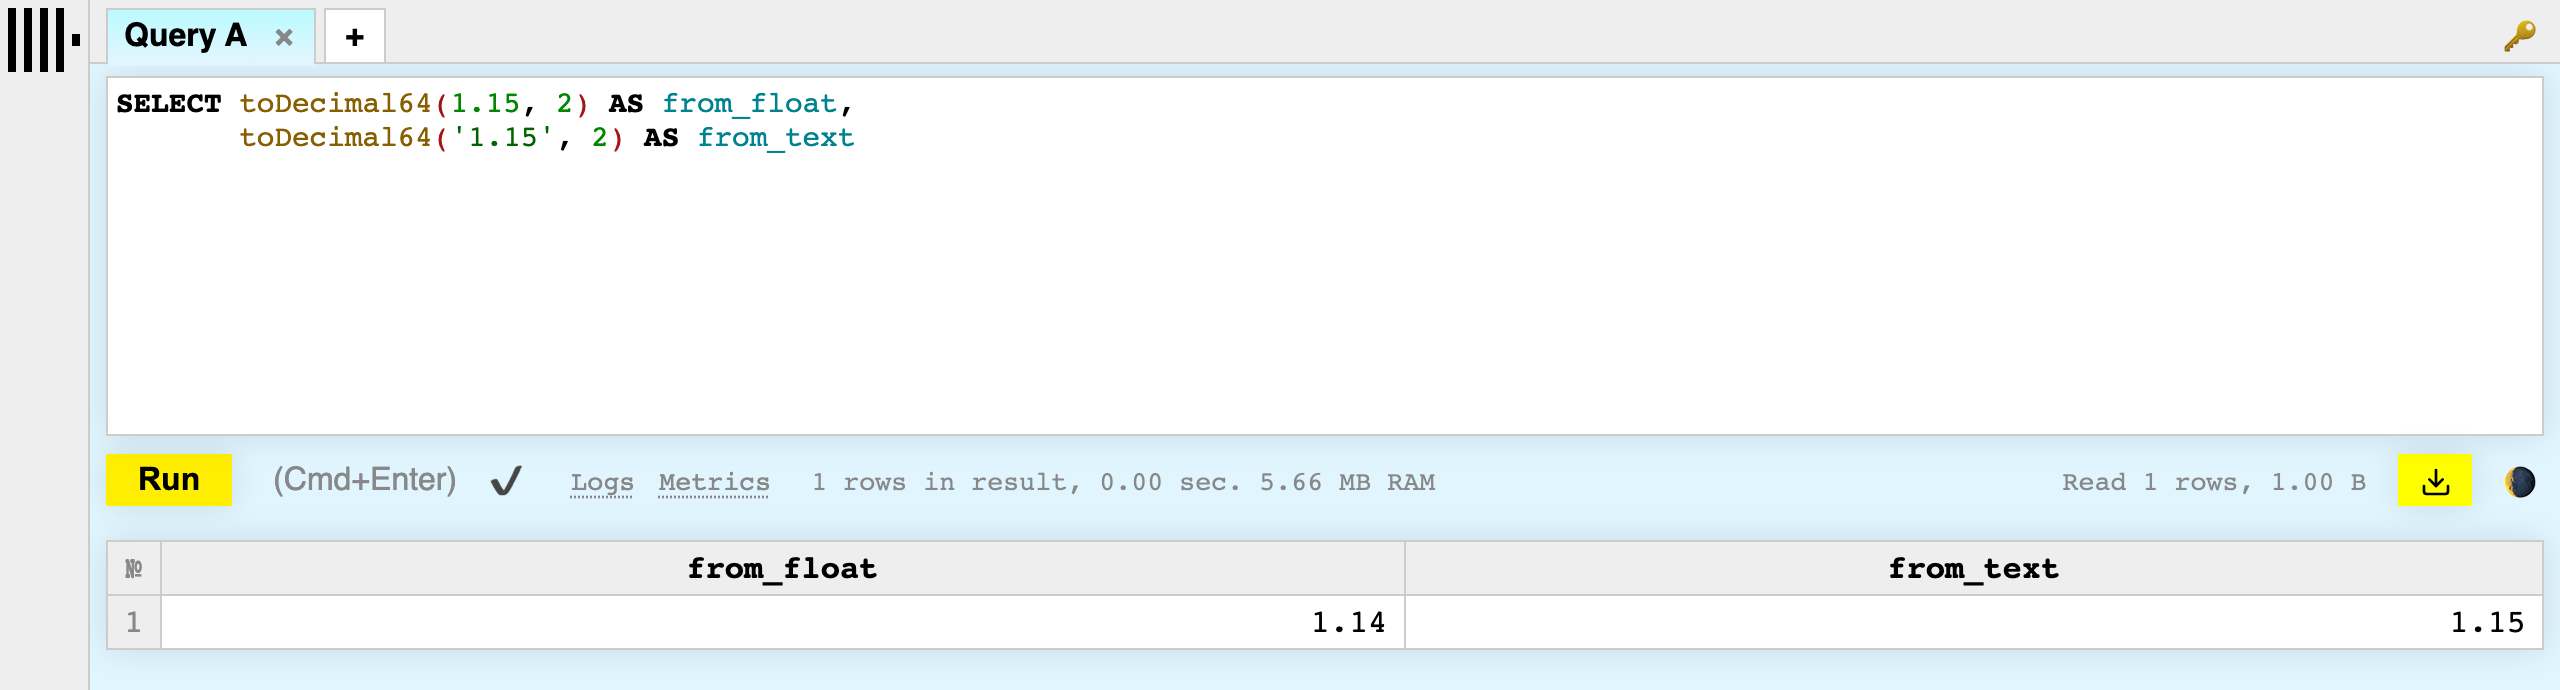 Query A ×
+
SELECT toDecimal64(1.15, 2) AS from_float,
toDecimal64('1.15', 2) AS from_text
Run (Cmd+Enter) ✔ Logs Metrics 1 rows in result, 0.00 sec. 5.66 MB RAM Read 1 rows, 1.00 B
№ from_float from_text
1 1.14 1.15